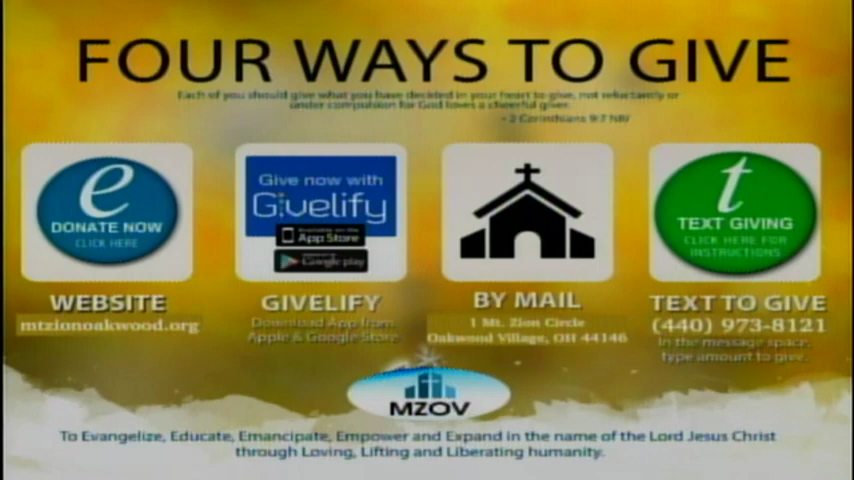 FOUR WAYS TO GIVE
Each of you should give what you have decided in your heart to give, not reluctantly or
under compulsion for God loves a cheerful giver.
- 2 Corinthians 9:7 NIV
e
DONATE NOW
CLICK HERE
WEBSITE
mtzionoakwood.org
Give now with
Givelify
Available on the
App Store
Google play
GIVELIFY
Download App from
Apple & Google Store
BY MAIL
1 Mt. Zion Circle
Oakwood Village, OH 44146
t
TEXT GIVING
CLICK HERE FOR
INSTRUCTIONS
TEXT TO GIVE
(440) 973-8121
In the message space,
type amount to give.
MZOV
To Evangelize, Educate, Emancipate, Empower and Expand in the name of the Lord Jesus Christ
through Loving, Lifting and Liberating humanity.